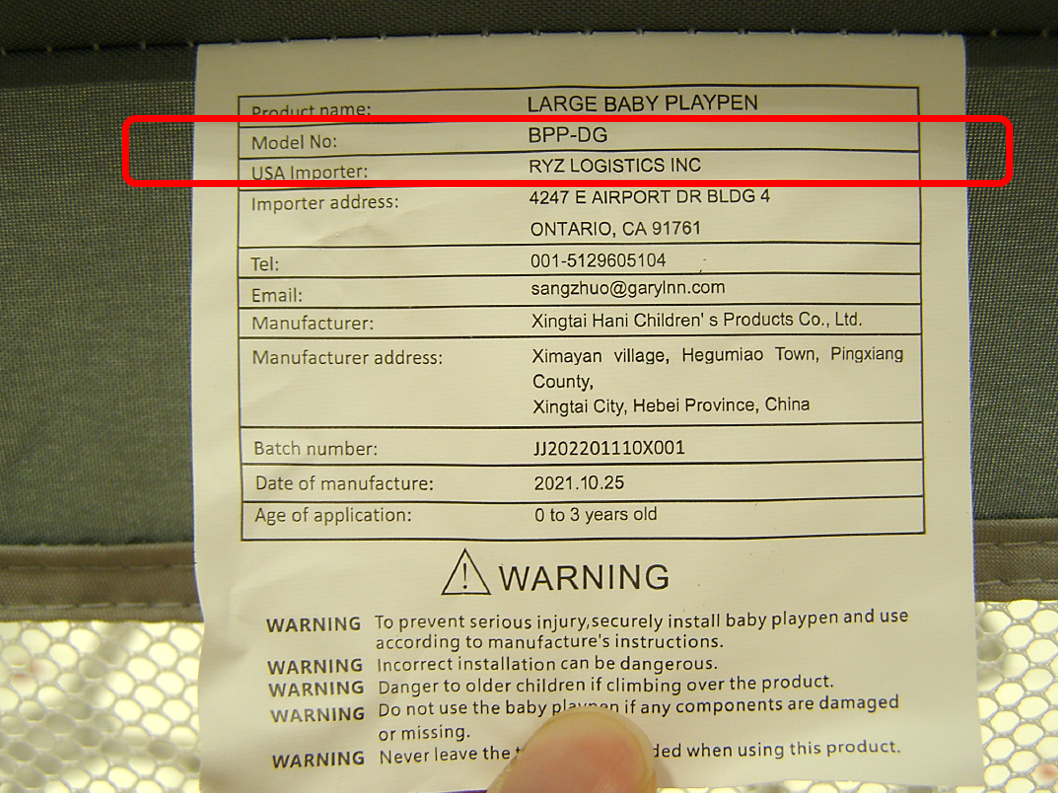 Product name: LARGE BABY PLAYPEN
Model No: BPP-DG
USA Importer: RYZ LOGISTICS INC
Importer address: 4247 E AIRPORT DR BLDG 4
ONTARIO, CA 91761
Tel: 001-5129605104
Email: sangzhuo@garylnn.com
Manufacturer: Xingtai Hani Children' s Products Co., Ltd.
Manufacturer address: Ximayan village, Hegumiao Town, Pingxiang
County,
Xingtai City, Hebei Province, China
Batch number: JJ202201110X001
Date of manufacture: 2021.10.25
Age of application: 0 to 3 years old
WARNING
WARNING To prevent serious injury,securely install baby playpen and use
according to manufacture's instructions.
WARNING Incorrect installation can be dangerous.
WARNING Danger to older children if climbing over the product.
WARNING Do not use the baby playpen if any components are damaged
or missing.
WARNING Never leave the when using this product.